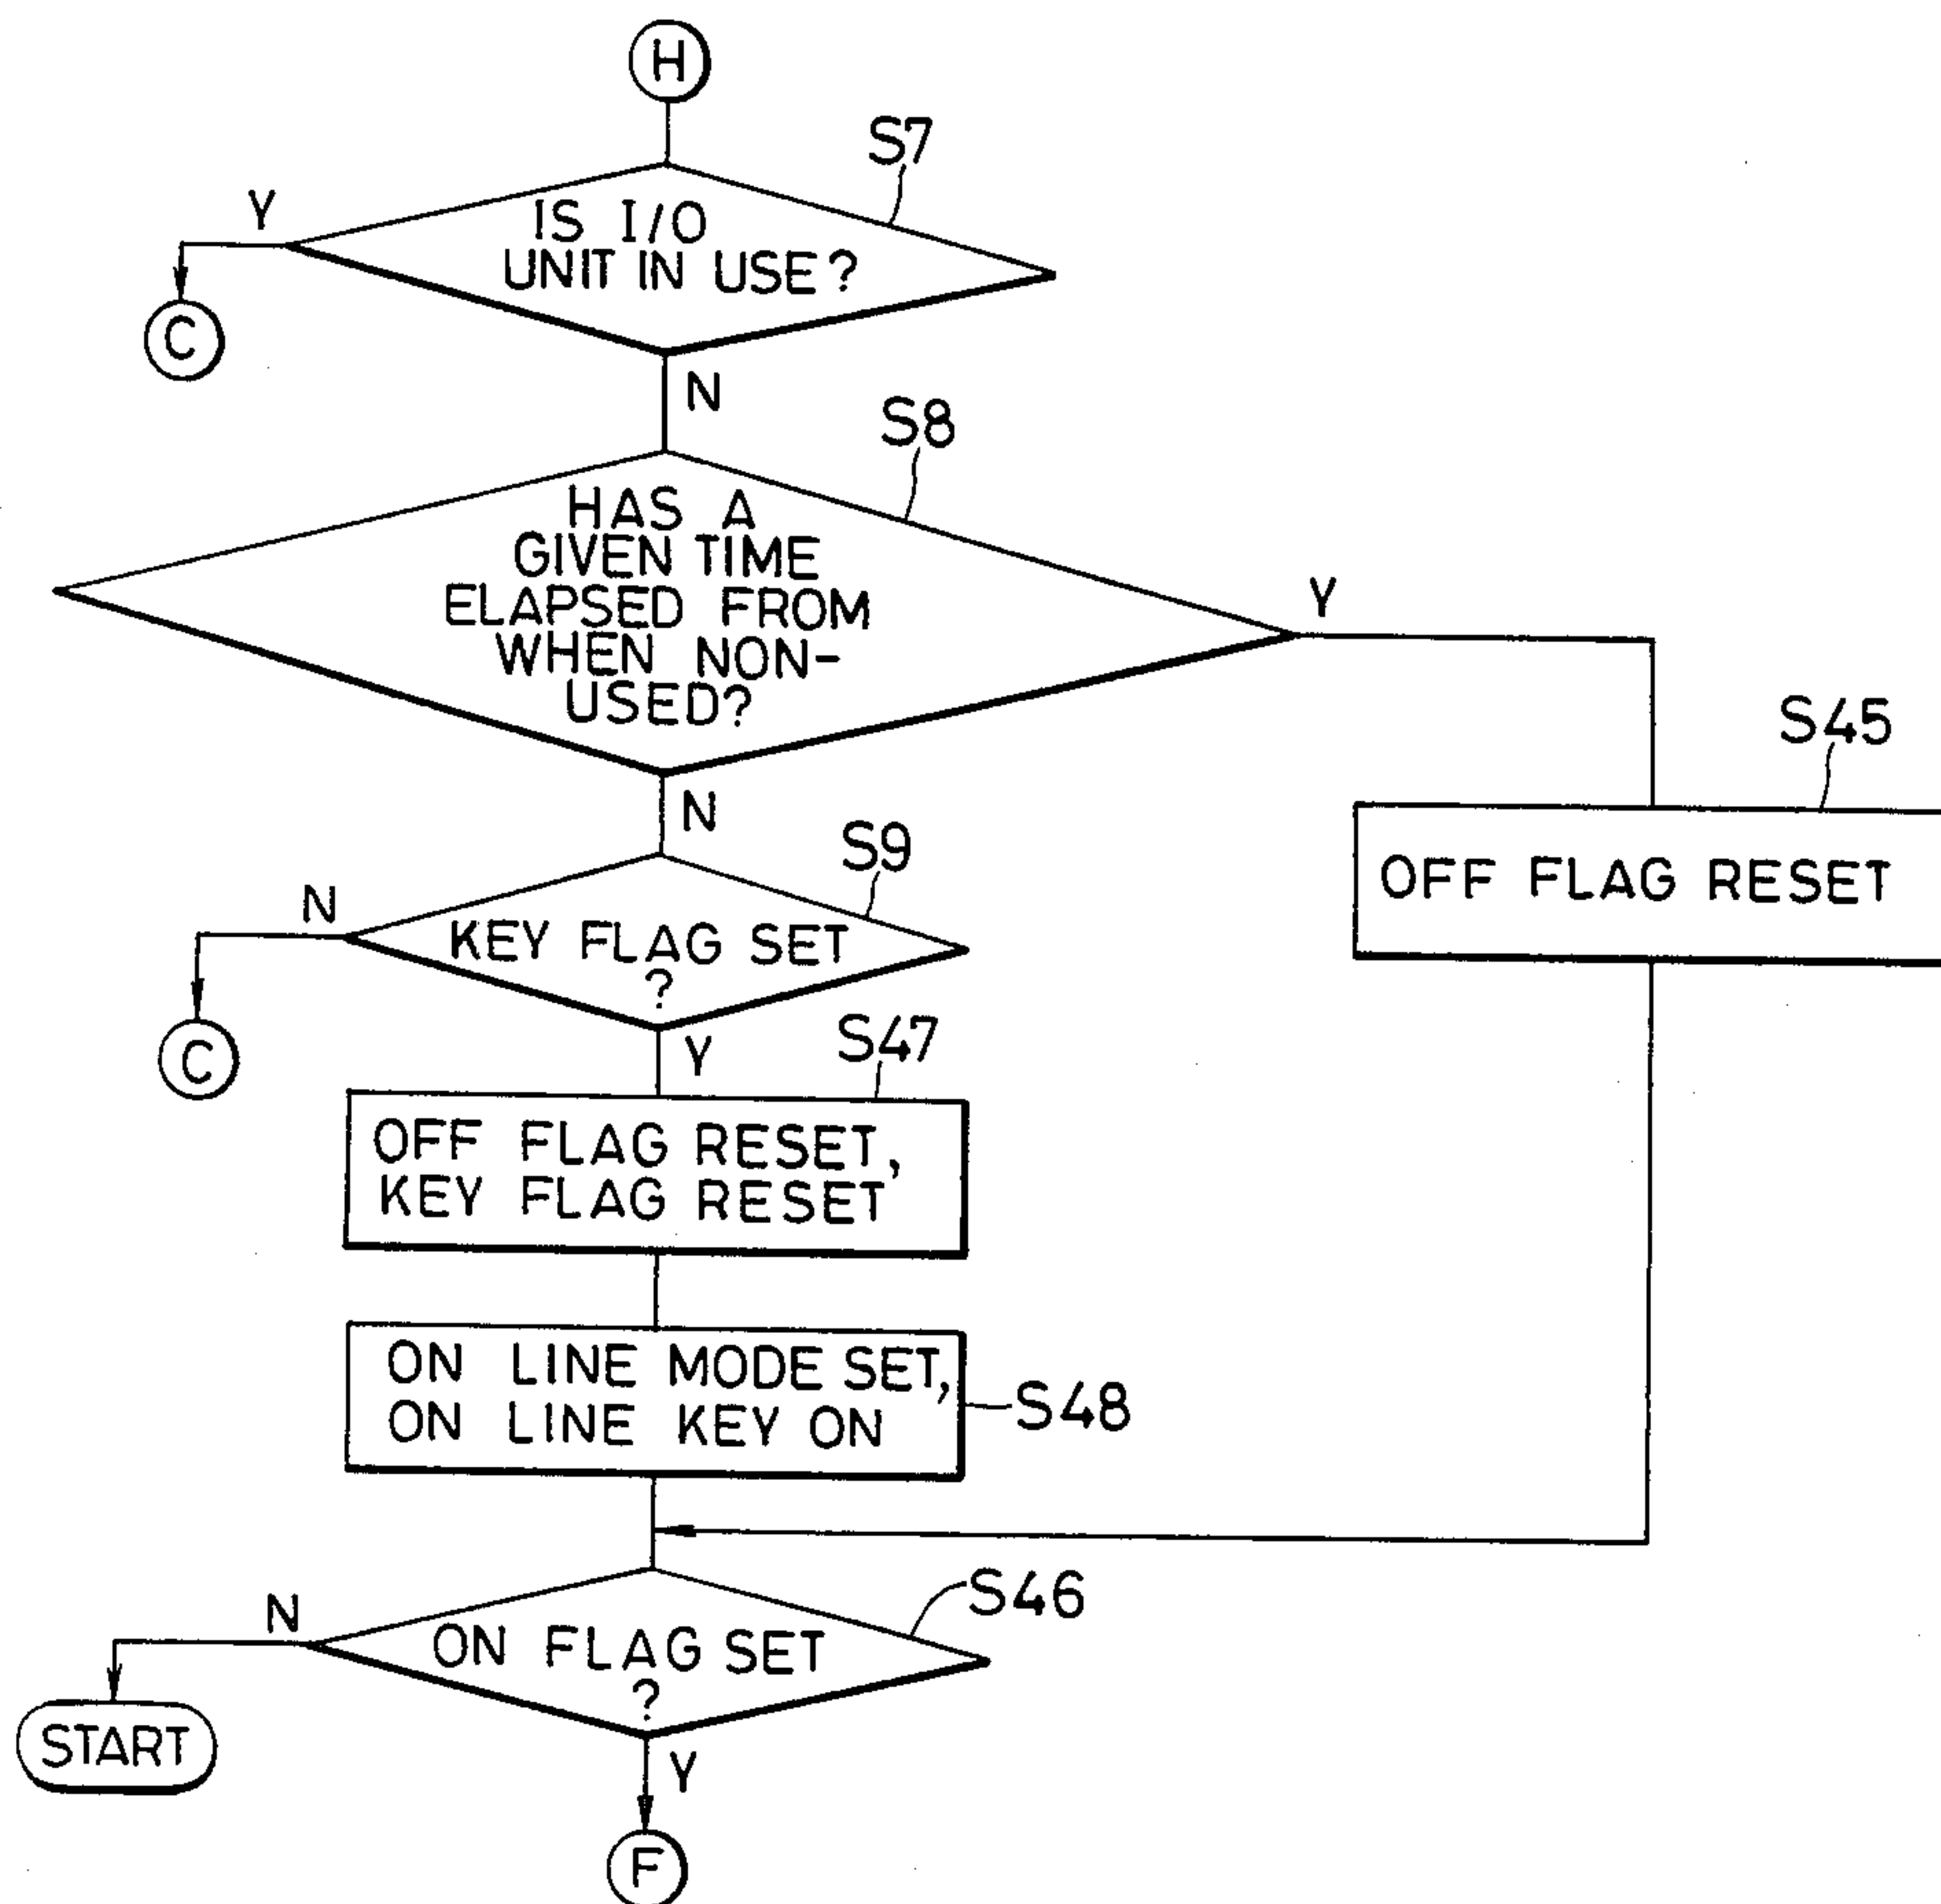 H
S7
Y
IS I/O
UNIT IN USE?
C
N
S8
HAS A
GIVEN TIME
ELAPSED FROM
WHEN NON-
USED?
Y
S45
OFF FLAG RESET
N
S9
N
KEY FLAG SET
?
C
Y
S47
OFF FLAG RESET,
KEY FLAG RESET
ON LINE MODE SET,
ON LINE KEY ON
S48
S46
N
ON FLAG SET
?
START
Y
F